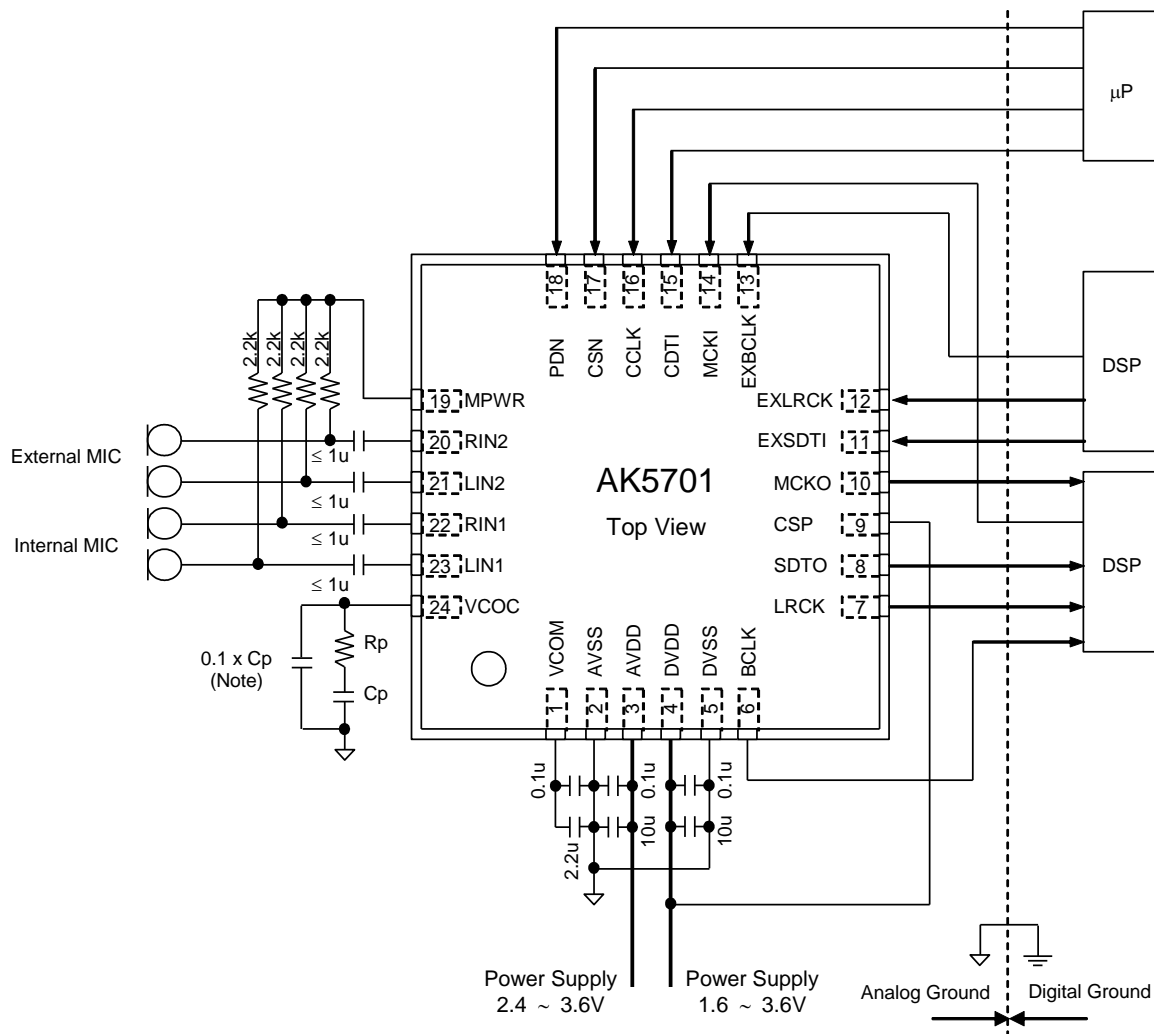 μP
18
17
16
15
14
13
PDN
CSN
CCLK
CDTI
MCKI
EXBCLK
2.2k
2.2k
2.2k
2.2k
DSP
19 MPWR
EXLRCK 12
External MIC
20 RIN2
EXSDTI 11
≤ 1u
21 LIN2
AK5701
MCKO 10
≤ 1u
Internal MIC
22 RIN1
Top View
CSP 9
≤ 1u
23 LIN1
SDTO 8
DSP
≤ 1u
24 VCOC
LRCK 7
0.1 x Cp
(Note)
Rp
Cp
VCOM
AVSS
AVDD
DVDD
DVSS
BCLK
1
2
3
4
5
6
0.1u
0.1u
0.1u
2.2u
10u
10u
Power Supply
2.4 ~ 3.6V
Power Supply
1.6 ~ 3.6V
Analog Ground
Digital Ground